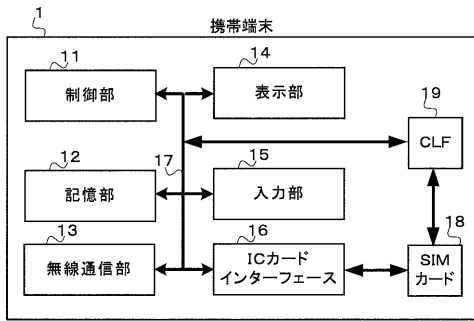 携帯端末
1
11
制御部
14
表示部
19
CLF
12
記憶部
17
15
入力部
13
無線通信部
16
ICカード
インターフェース
18
SIM
カード